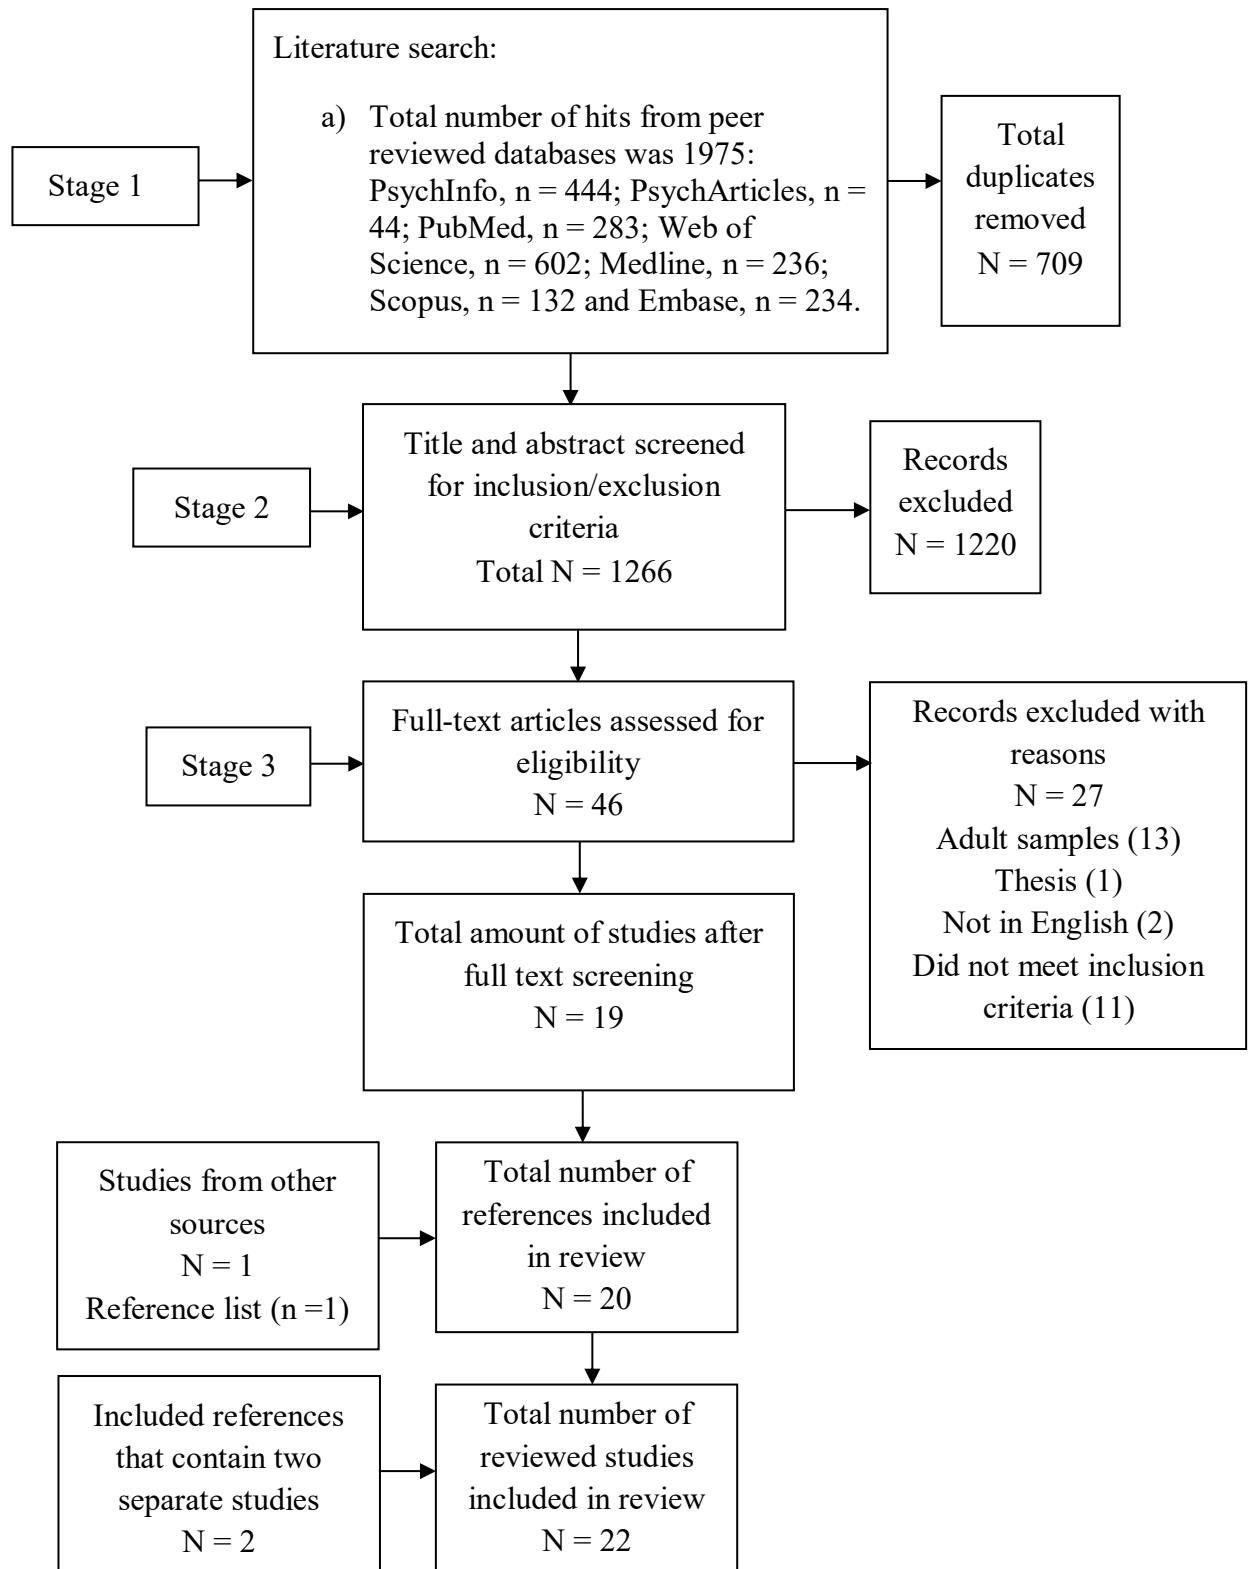 Literature search:
a) Total number of hits from peer
reviewed databases was 1975:
PsychInfo, n = 444; PsychArticles, n =
44; PubMed, n = 283; Web of
Science, n = 602; Medline, n = 236;
Scopus, n = 132 and Embase, n = 234.
Stage 1
Total
duplicates
removed
N = 709
Stage 2
Title and abstract screened
for inclusion/exclusion
criteria
Total N = 1266
Records
excluded
N = 1220
Stage 3
Full-text articles assessed for
eligibility
N = 46
Records excluded with
reasons
N = 27
Adult samples (13)
Thesis (1)
Not in English (2)
Did not meet inclusion
criteria (11)
Total amount of studies after
full text screening
N = 19
Studies from other
sources
N = 1
Reference list (n =1)
Total number of
references included
in review
N = 20
Included references
that contain two
separate studies
N = 2
Total number of
reviewed studies
included in review
N = 22